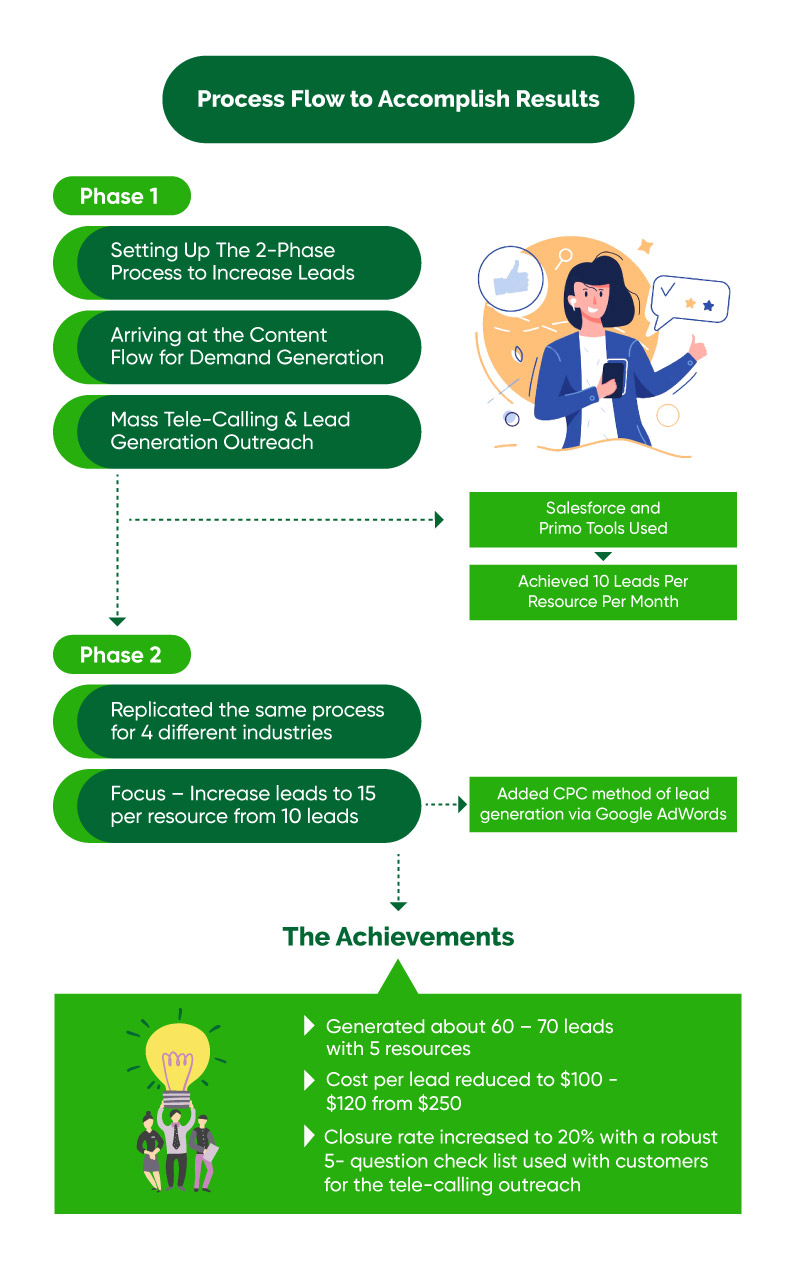 Process Flow to Accomplish Results
Phase 1
Setting Up The 2-Phase
Process to Increase Leads
Arriving at the Content
Flow for Demand Generation
Mass Tele-Calling & Lead
Generation Outreach
Salesforce and
Primo Tools Used
Achieved 10 Leads Per
Resource Per Month
Phase 2
Replicated the same process
for 4 different industries
Focus – Increase leads to 15
per resource from 10 leads
Added CPC method of lead
generation via Google AdWords
The Achievements
Generated about 60 – 70 leads
with 5 resources
Cost per lead reduced to $100 -
$120 from $250
Closure rate increased to 20% with a robust
5- question check list used with customers
for the tele-calling outreach